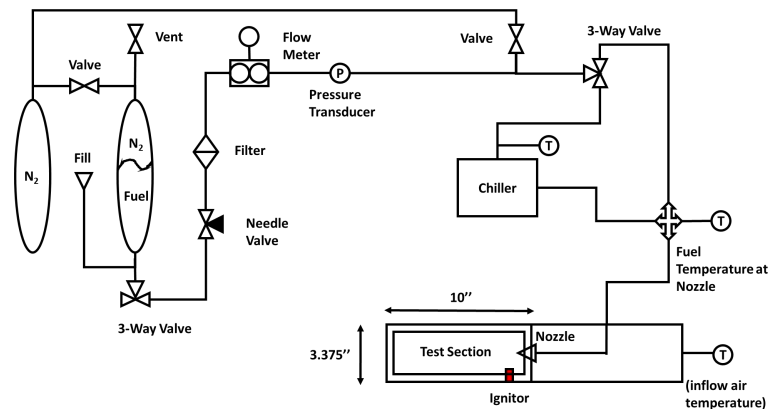 Vent
Flow
Meter
Valve
3-Way Valve
Valve
P
Pressure
Transducer
N2
N2
Fill
Fuel
Filter
T
Chiller
Needle
Valve
T
Fuel
Temperature at
Nozzle
3-Way Valve
10’’
3.375’’
Test Section
Nozzle
T
Ignitor
(inflow air
temperature)